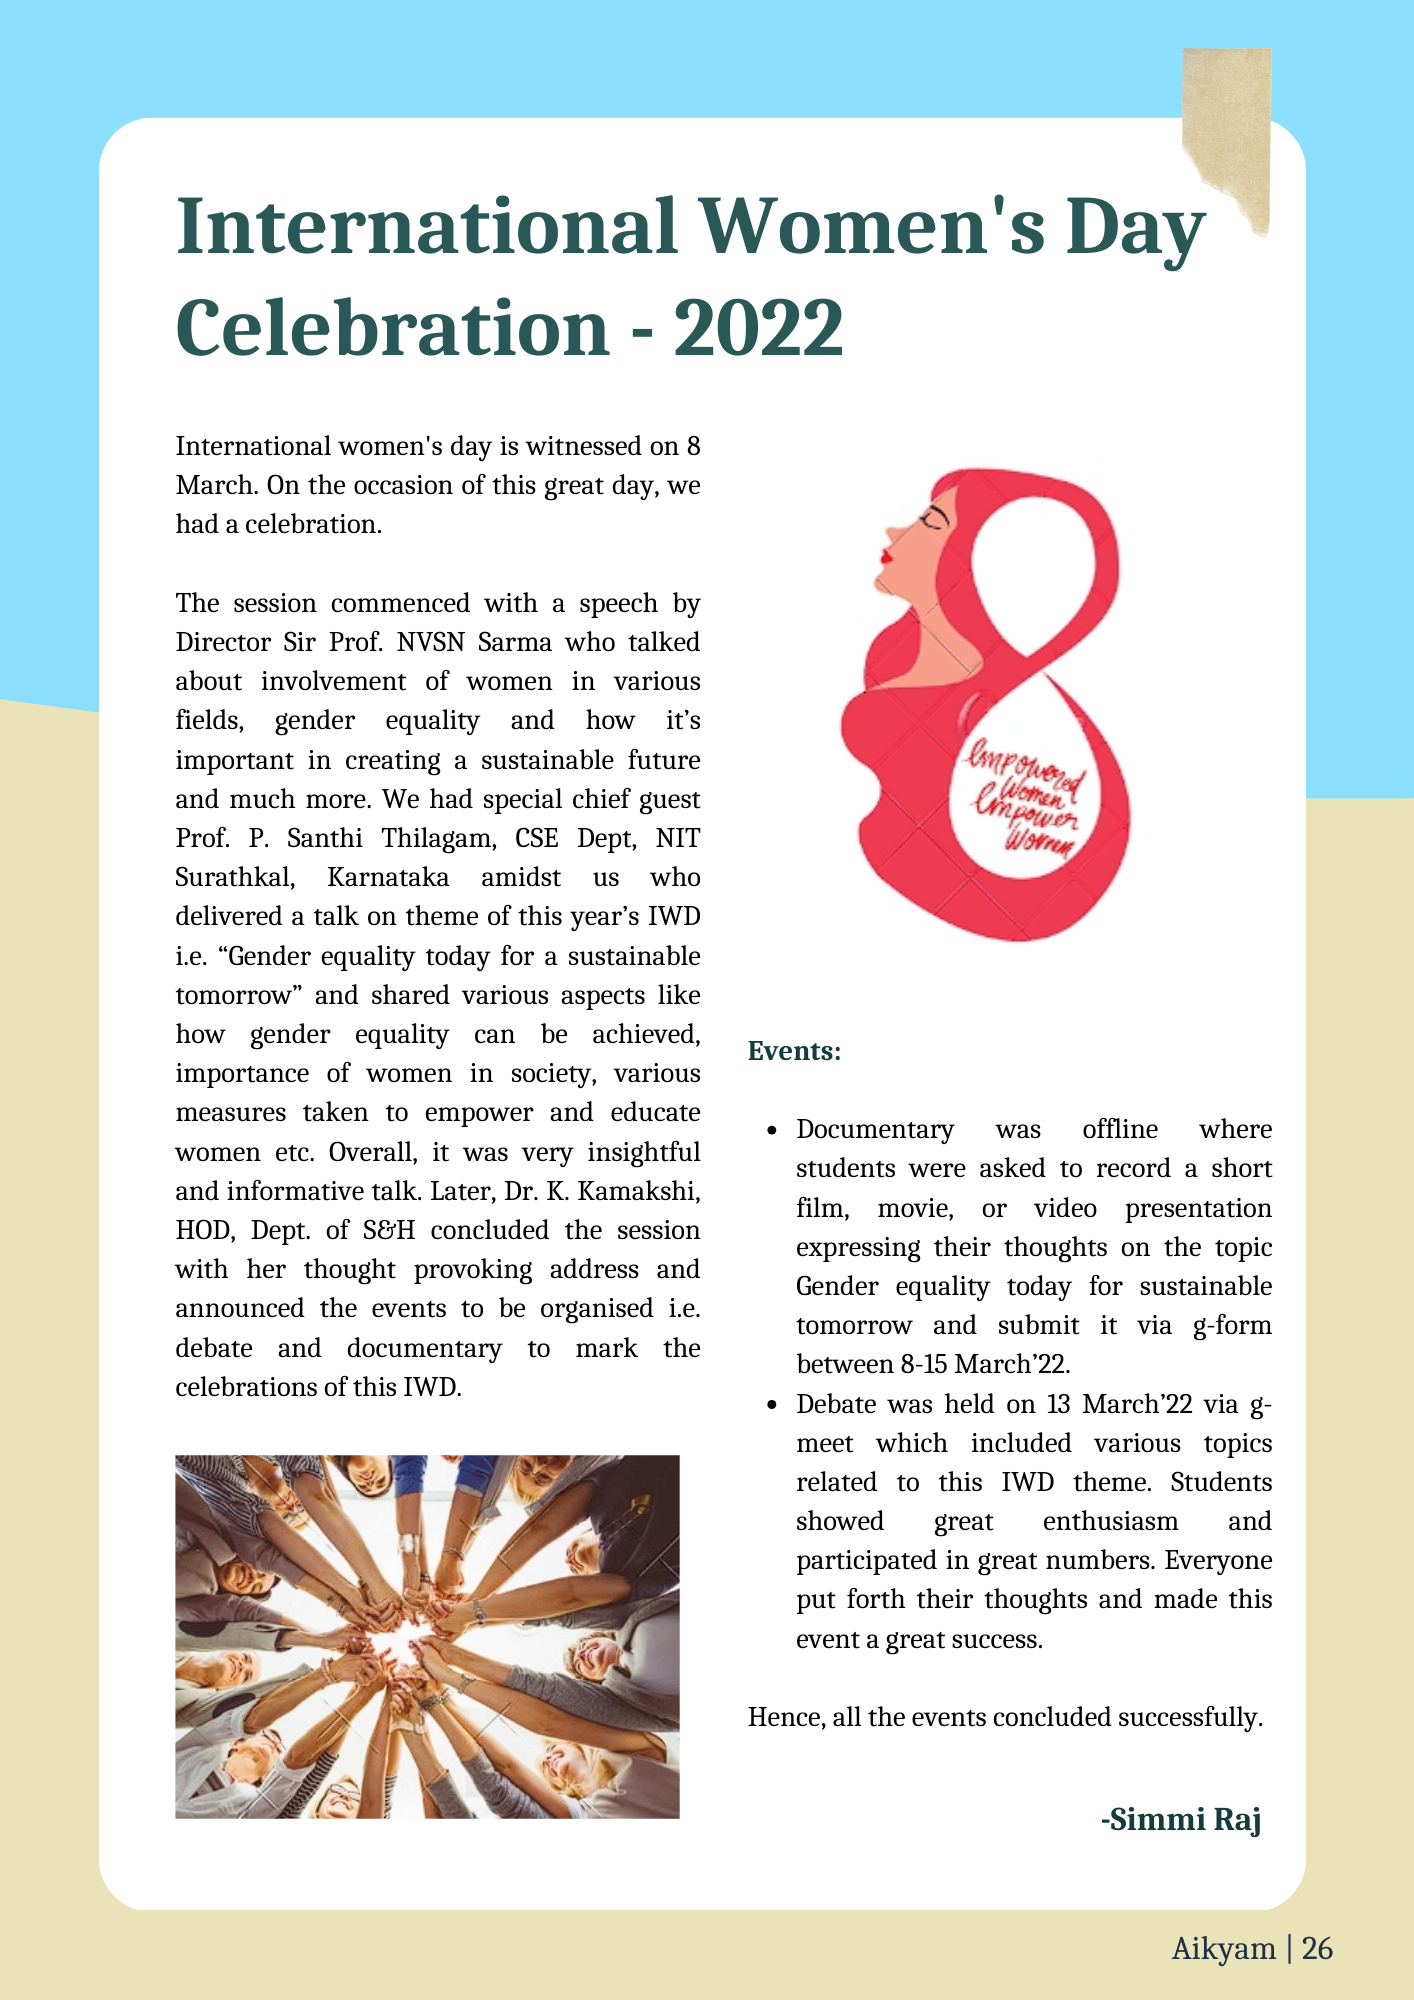 International Women's Day
Celebration - 2022
International women's day is witnessed on 8
March. On the occasion of this great day, we
had a celebration.
The session commenced with a speech by
Director Sir Prof. NVSN Sarma who talked
about involvement of women in various
fields, gender equality and how it’s
important in creating a sustainable future
and much more. We had special chief guest
Prof. P. Santhi Thilagam, CSE Dept, NIT
Surathkal, Karnataka amidst us who
delivered a talk on theme of this year’s IWD
i.e. “Gender equality today for a sustainable
tomorrow” and shared various aspects like
how gender equality can be achieved,
importance of women in society, various
measures taken to empower and educate
women etc. Overall, it was very insightful
and informative talk. Later, Dr. K. Kamakshi,
HOD, Dept. of S&H concluded the session
with her thought provoking address and
announced the events to be organised i.e.
debate and documentary to mark the
celebrations of this IWD.
Empowered
Women
Empower
Women
Events:
• Documentary was offline where
students were asked to record a short
film, movie, or video presentation
expressing their thoughts on the topic
Gender equality today for sustainable
tomorrow and submit it via g-form
between 8-15 March’22.
• Debate was held on 13 March’22 via g-
meet which included various topics
related to this IWD theme. Students
showed great enthusiasm and
participated in great numbers. Everyone
put forth their thoughts and made this
event a great success.
Hence, all the events concluded successfully.
-Simmi Raj
Aikyam | 26